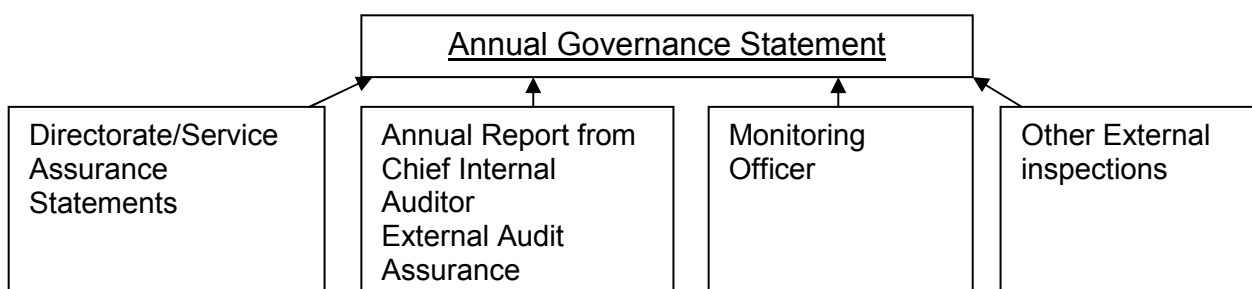 Annual Governance Statement
Directorate/Service
Assurance
Statements
Annual Report from
Chief Internal
Auditor
External Audit
Assurance
Monitoring
Officer
Other External
inspections